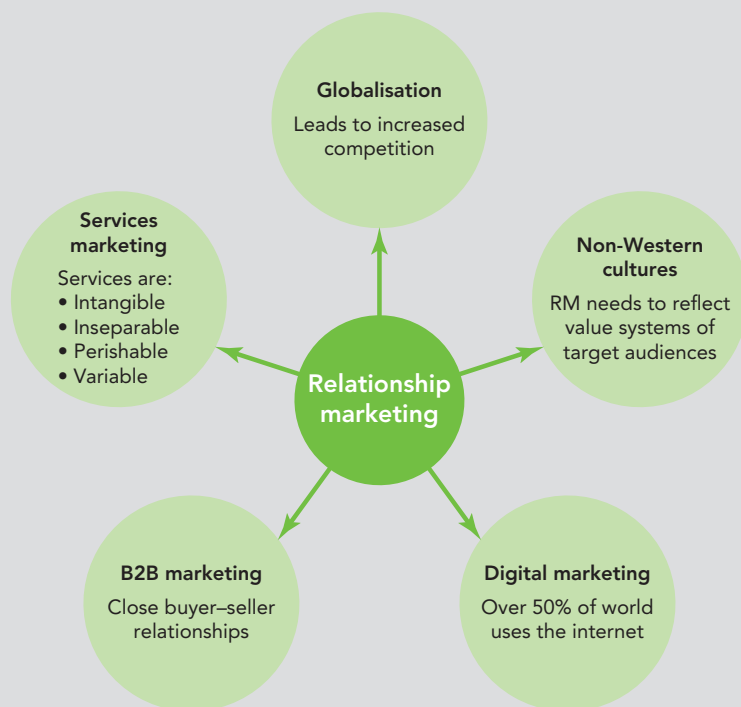 Globalisation
Leads to increased
competition
Services
marketing
Services are:
• Intangible
• Inseparable
• Perishable
• Variable
Non-Western
cultures
RM needs to reflect
value systems of
target audiences
Relationship
marketing
B2B marketing
Close buyer–seller
relationships
Digital marketing
Over 50% of world
uses the internet